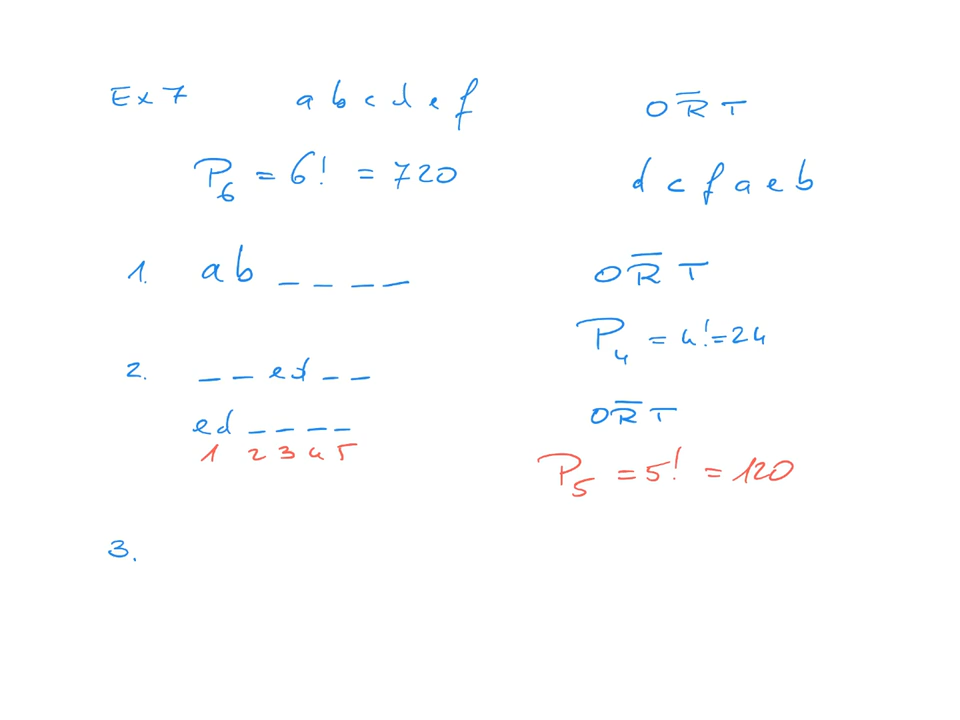 Ex 7 a b c d e f O R̅ T
P₆ = 6! = 720 d c f a e b
1. a b _ _ _ _ O R̅ T
P₄ = 4! = 24
2. _ _ e d _ _
e d _ _ _ _ O R̅ T
1 2 3 4 5 P₅ = 5! = 120
3.